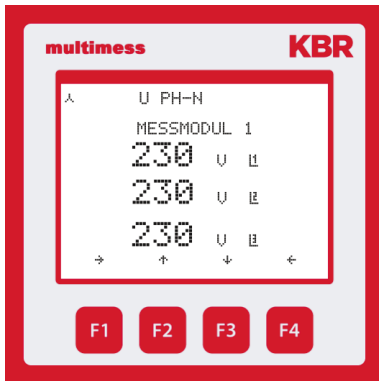 multimess KBR
U PH-N
MESSMODUL 1
230 V L1
230 V L2
230 V L3
→ ↑ ↓ ←
F1 F2 F3 F4